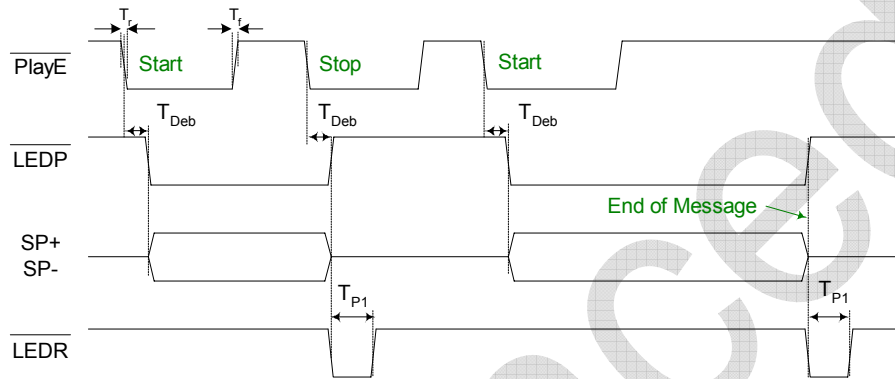 Tr Tf
PlayE Start Stop Start
TDeb TDeb TDeb
LEDP
End of Message
SP+
SP-
TP1 TP1
LEDR